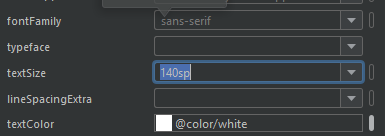 fontFamily sans-serif
typeface
textSize 140sp
lineSpacingExtra
textColor @color/white